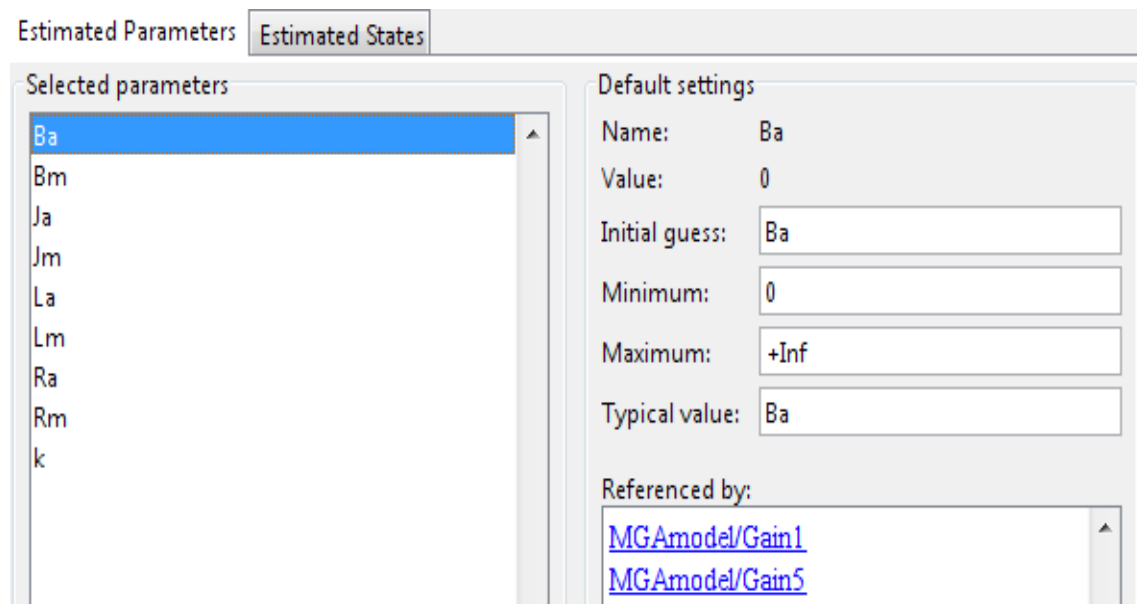 Estimated Parameters
Estimated States
Selected parameters
Ba
Bm
Ja
Jm
La
Lm
Ra
Rm
k
Default settings
Name: Ba
Value: 0
Initial guess: Ba
Minimum: 0
Maximum: +Inf
Typical value: Ba
Referenced by:
MGAmodel/Gain1
MGAmodel/Gain5